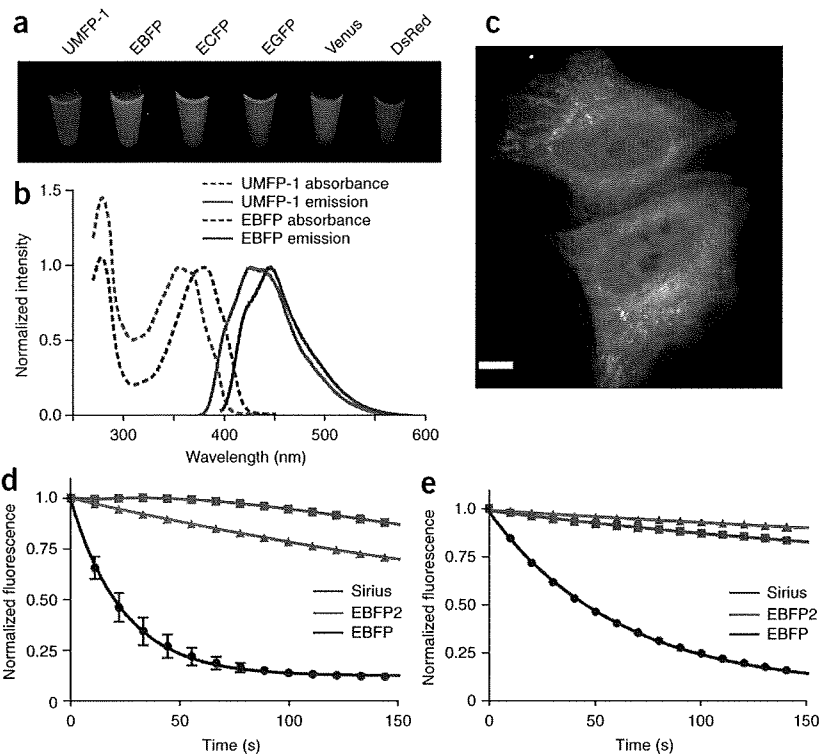 a
UMFP-1
EBFP
ECFP
EGFP
Venus
DsRed
b
UMFP-1 absorbance
UMFP-1 emission
EBFP absorbance
EBFP emission
Normalized intensity
1.5
1.0
0.5
0.0
300
400
500
600
Wavelength (nm)
c
d
Normalized fluorescence
1.0
0.75
0.50
0.25
0
Sirius
EBFP2
EBFP
0
50
100
150
Time (s)
e
Normalized fluorescence
1.0
0.75
0.50
0.25
0
Sirius
EBFP2
EBFP
0
50
100
150
Time (s)